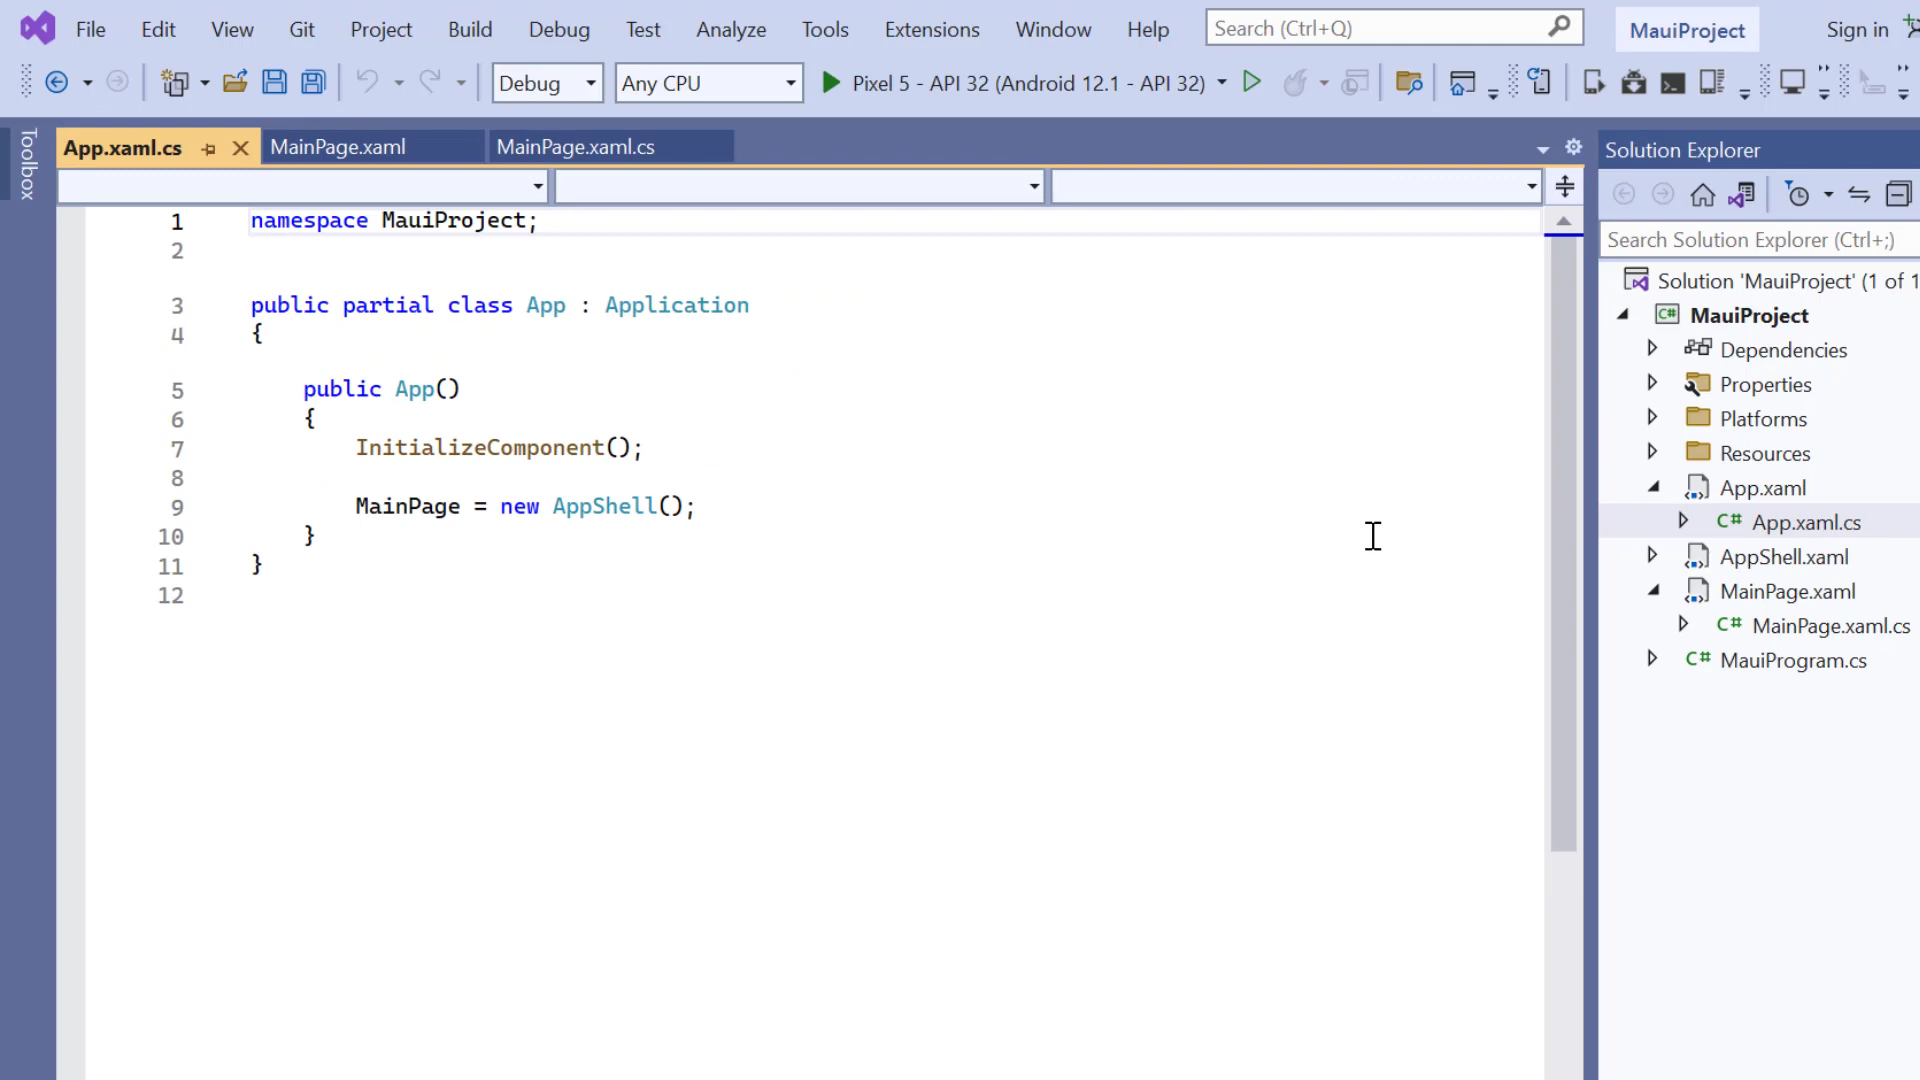 File Edit View Git Project Build Debug Test Analyze Tools Extensions Window Help Search (Ctrl+Q) MauiProject Sign in
Debug Any CPU Pixel 5 - API 32 (Android 12.1 - API 32)
Toolbox
App.xaml.cs MainPage.xaml MainPage.xaml.cs
1 namespace MauiProject;
2
3 public partial class App : Application
4 {
5 public App()
6 {
7 InitializeComponent();
8
9 MainPage = new AppShell();
10 }
11 }
12
Solution Explorer
Search Solution Explorer (Ctrl+;)
Solution 'MauiProject' (1 of 1
C# MauiProject
Dependencies
Properties
Platforms
Resources
App.xaml
C# App.xaml.cs
AppShell.xaml
MainPage.xaml
C# MainPage.xaml.cs
C# MauiProgram.cs